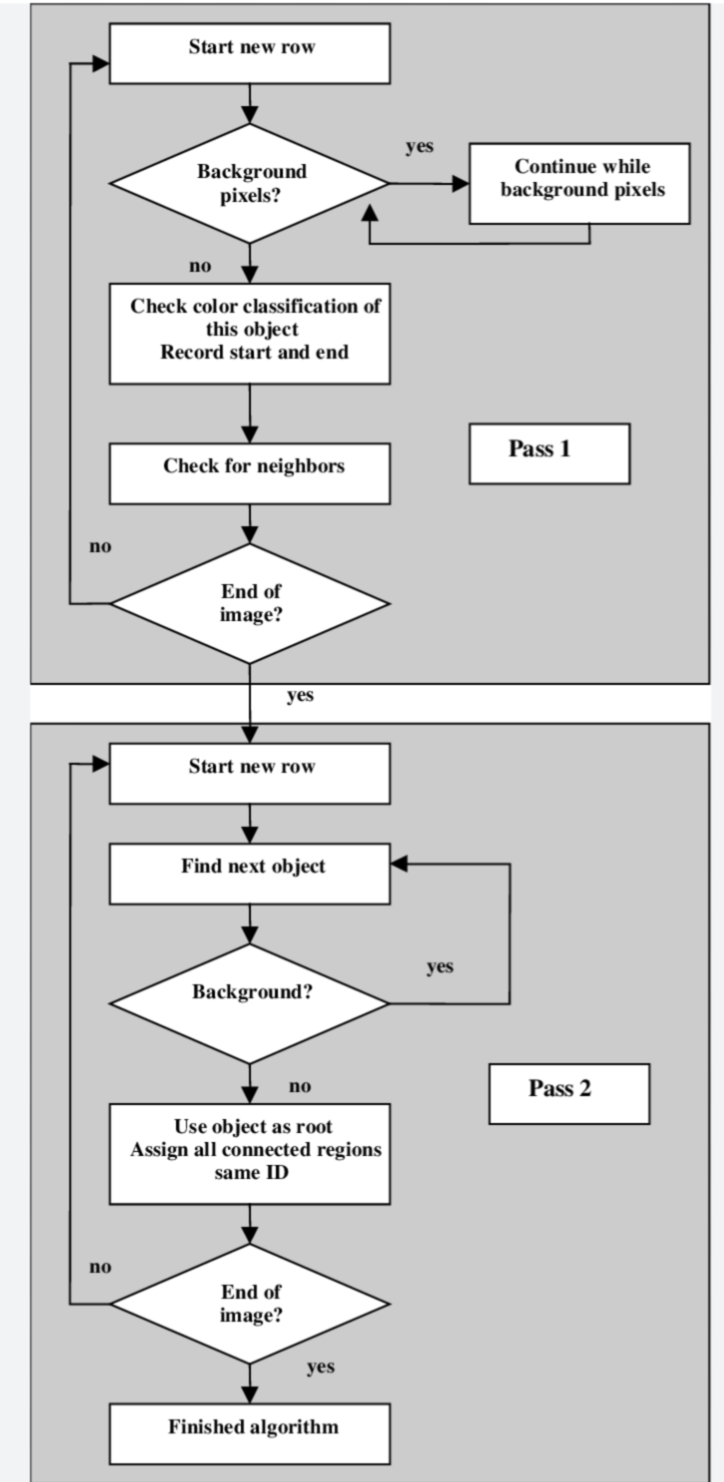 Start new row
yes
Background
pixels?
Continue while
background pixels
no
Check color classification of
this object
Record start and end
Check for neighbors
Pass 1
no
End of
image?
yes
Start new row
Find next object
yes
Background?
no
Pass 2
Use object as root
Assign all connected regions
same ID
no
End of
image?
yes
Finished algorithm